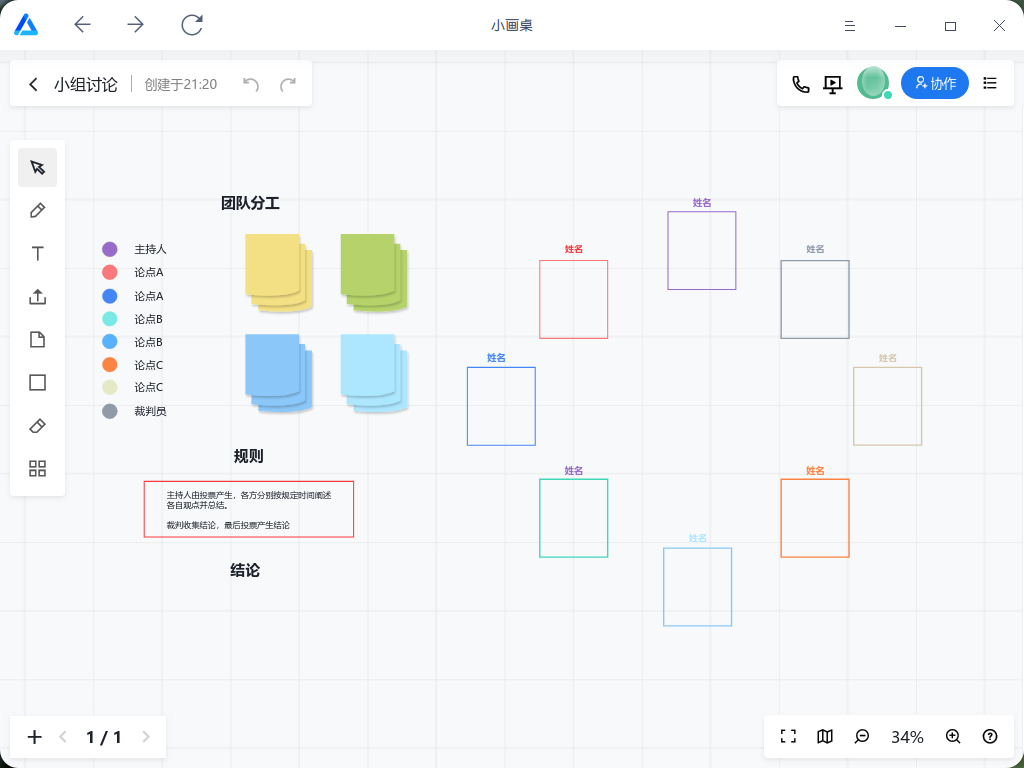 小画桌
小组讨论
创建于21:20
协作
团队分工
主持人
论点A
论点A
论点B
论点B
论点C
论点C
裁判员
规则
主持人由投票产生，各方分别按规定时间阐述
各自观点并总结。
裁判收集结论，最后投票产生结论
结论
姓名
姓名
姓名
姓名
姓名
姓名
姓名
姓名
T
1 / 1
34%